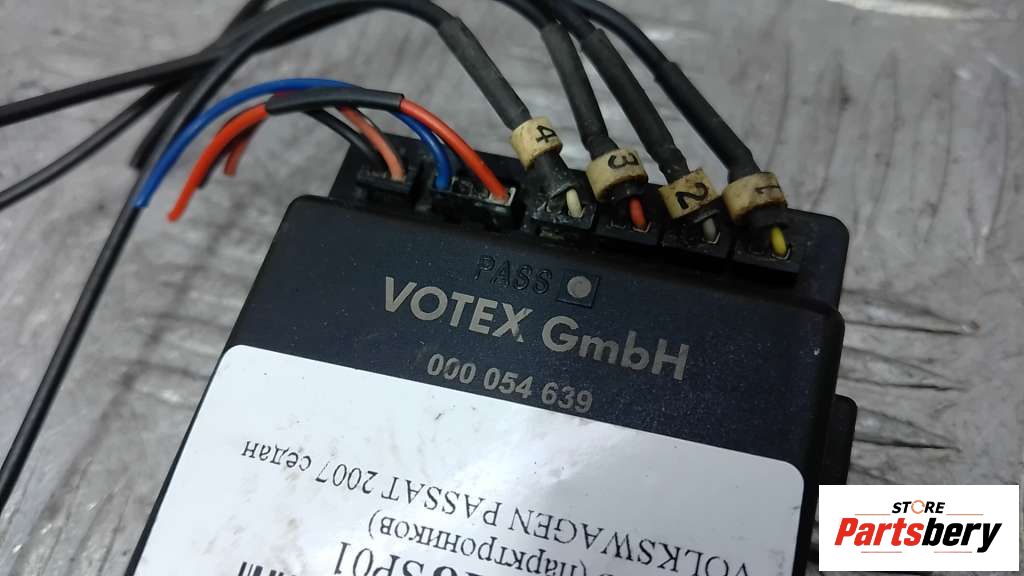 4
3
2
1
PASS
VOTEX GmbH
000 054 639
SP01
(парктроников)
VOLKSWAGEN PASSAT 2007 седан
STORE
Partsbery